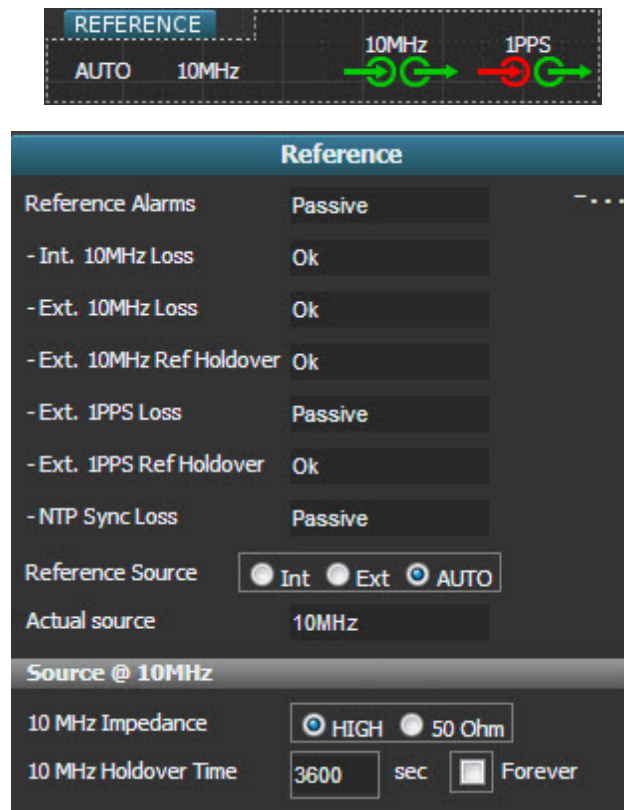 REFERENCE
10MHz 1PPS
AUTO 10MHz
Reference
Reference Alarms Passive -...
- Int. 10MHz Loss Ok
- Ext. 10MHz Loss Ok
- Ext. 10MHz Ref Holdover Ok
- Ext. 1PPS Loss Passive
- Ext. 1PPS Ref Holdover Ok
- NTP Sync Loss Passive
Reference Source Int Ext AUTO
Actual source 10MHz
Source @ 10MHz
10 MHz Impedance HIGH 50 Ohm
10 MHz Holdover Time 3600 sec Forever